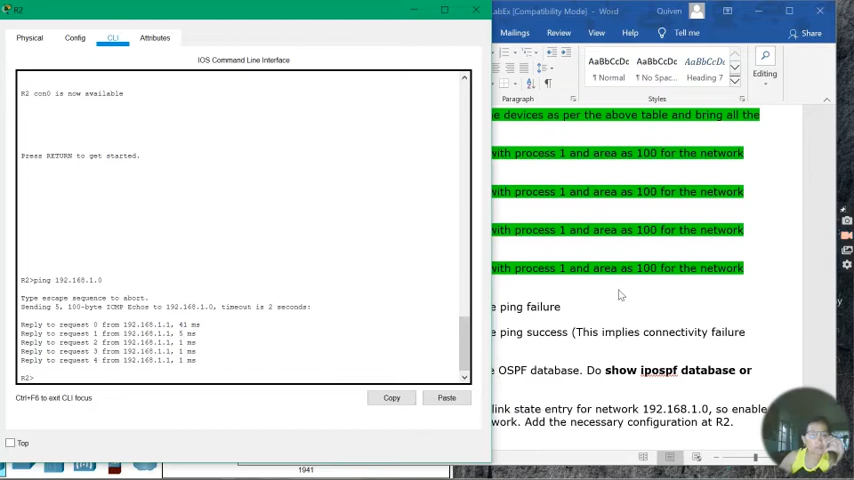 R2
Physical
Config
CLI
Attributes
IOS Command Line Interface
R2 con0 is now available
Press RETURN to get started.
R2>ping 192.168.1.0
Type escape sequence to abort.
Sending 5, 100-byte ICMP Echos to 192.168.1.0, timeout is 2 seconds:
Reply to request 0 from 192.168.1.1, 41 ms
Reply to request 1 from 192.168.1.1, 5 ms
Reply to request 2 from 192.168.1.1, 1 ms
Reply to request 3 from 192.168.1.1, 1 ms
Reply to request 4 from 192.168.1.1, 1 ms
R2>
Ctrl+F6 to exit CLI focus
Copy
Paste
Top
1941
abEx [Compatibility Mode] - Word
Quiven
Mailings
Review
View
Help
Tell me
Share
AaBbCcDc
AaBbCcDc
AaBbCcDc
¶ Normal
¶ No Spac...
Heading 7
Editing
Paragraph
Styles
e devices as per the above table and bring all the
with process 1 and area as 100 for the network
with process 1 and area as 100 for the network
with process 1 and area as 100 for the network
with process 1 and area as 100 for the network
e ping failure
e ping success (This implies connectivity failure
e OSPF database. Do show ipospf database or
link state entry for network 192.168.1.0, so enable
work. Add the necessary configuration at R2.